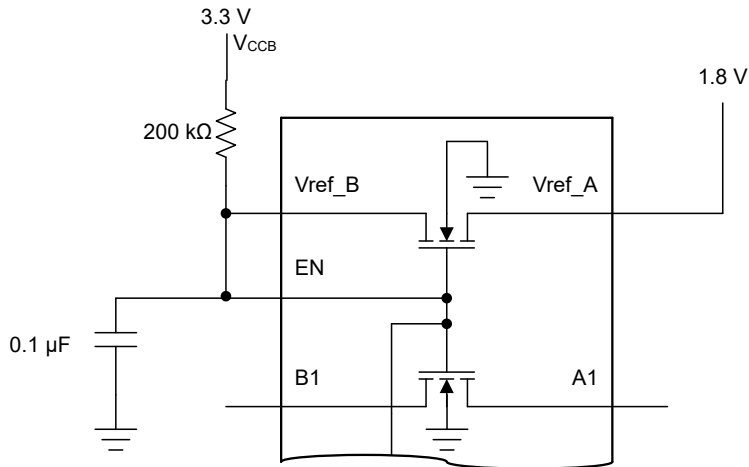 3.3 V
VCCB
1.8 V
200 kΩ
Vref_B
Vref_A
EN
0.1 µF
B1
A1